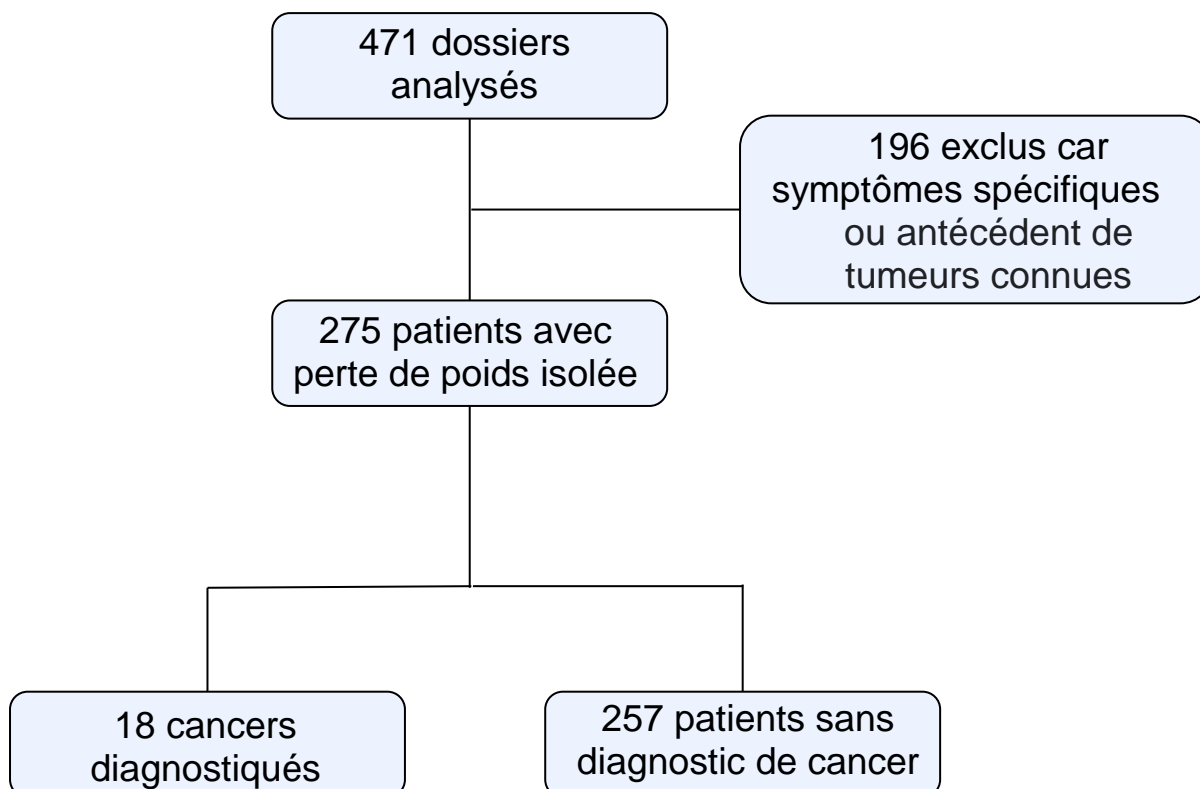 471 dossiers
analysés
196 exclus car
symptômes spécifiques
ou antécédent de
tumeurs connues
275 patients avec
perte de poids isolée
18 cancers
diagnostiqués
257 patients sans
diagnostic de cancer